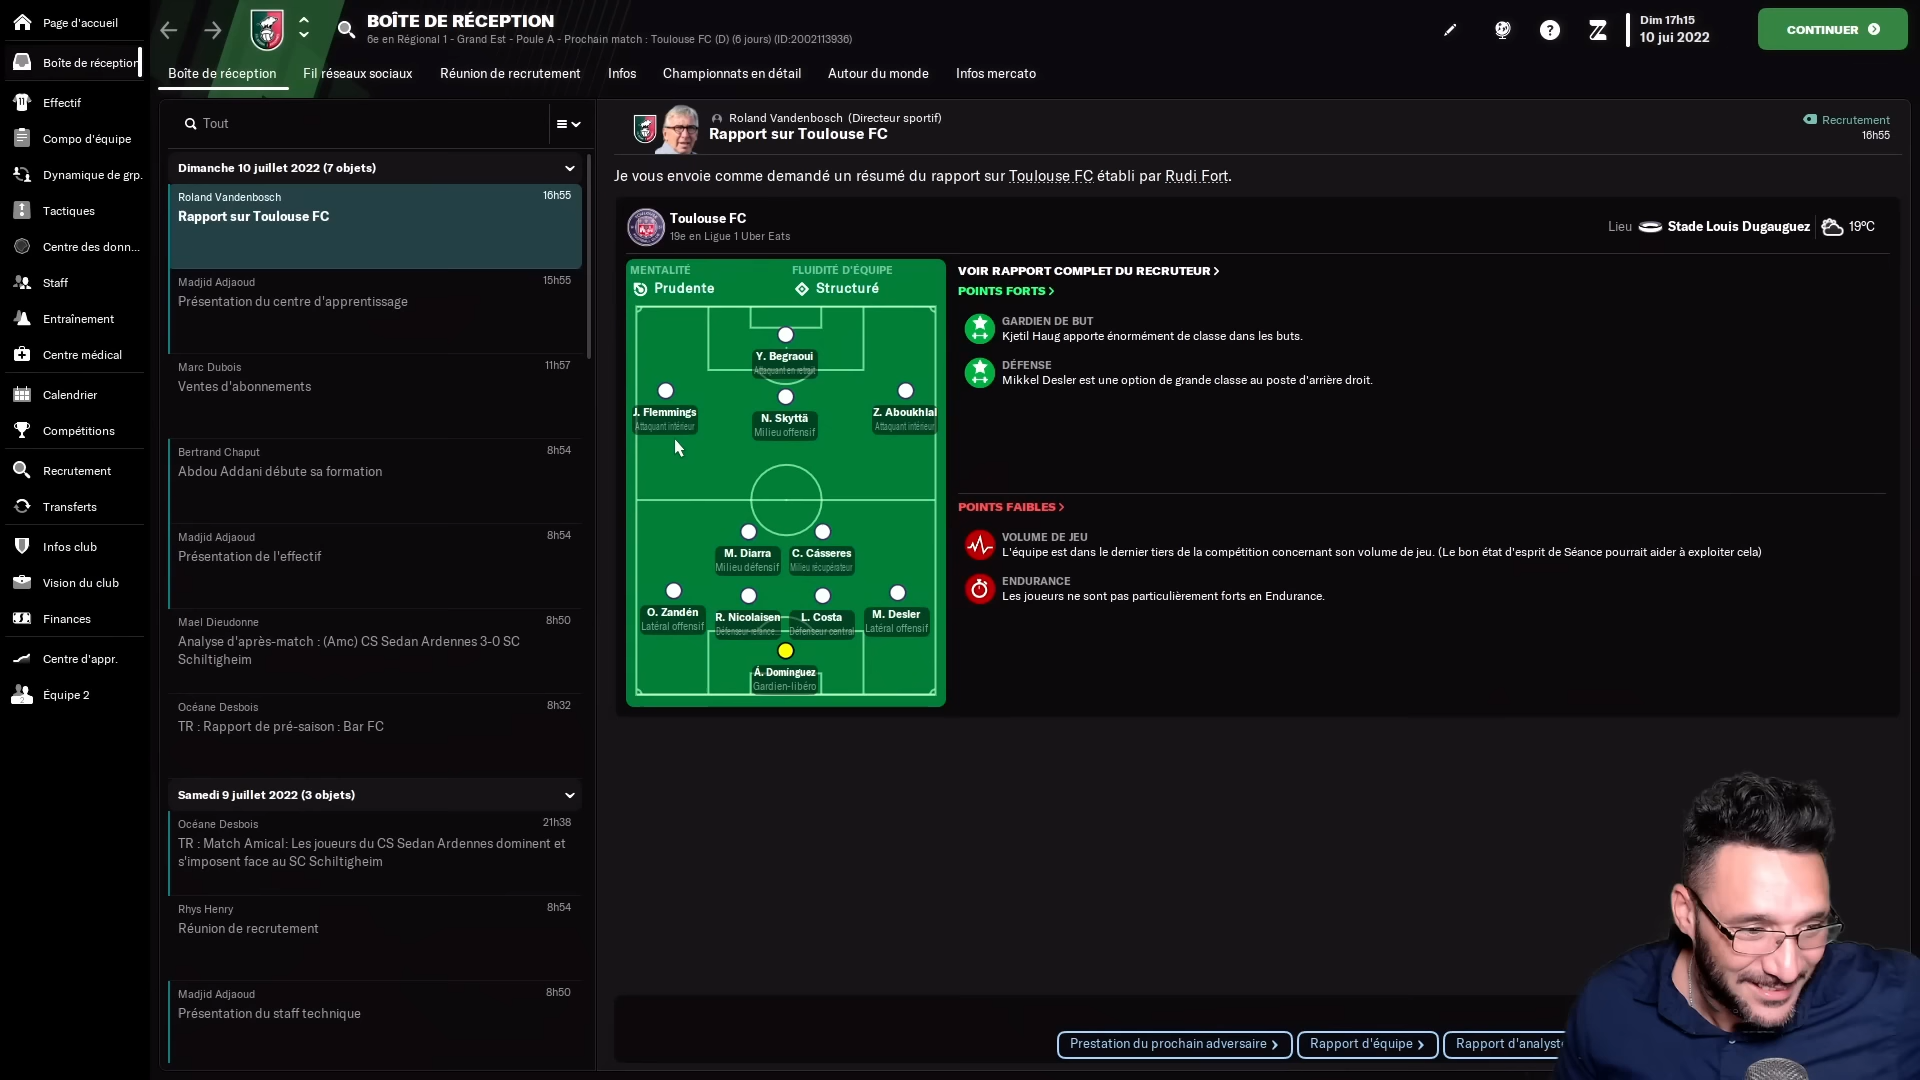 Page d'accueil
Boîte de réception
Effectif
Compo d'équipe
Dynamique de grp.
Tactiques
Centre des donn...
Staff
Entraînement
Centre médical
Calendrier
Compétitions
Recrutement
Transferts
Infos club
Vision du club
Finances
Centre d'appr.
Équipe 2
BOÎTE DE RÉCEPTION
6e en Régional 1 - Grand Est - Poule A - Prochain match : Toulouse FC (D) (6 jours) (ID:2002113936)
Dim 17h15
10 jui 2022
CONTINUER
Boîte de réception
Fil réseaux sociaux
Réunion de recrutement
Infos
Championnats en détail
Autour du monde
Infos mercato
Tout
Dimanche 10 juillet 2022 (7 objets)
Roland Vandenbosch 16h55
Rapport sur Toulouse FC
Madjid Adjaoud 15h55
Présentation du centre d'apprentissage
Marc Dubois 11h57
Ventes d'abonnements
Bertrand Chaput 8h54
Abdou Addani débute sa formation
Madjid Adjaoud 8h54
Présentation de l'effectif
Mael Dieudonne 8h50
Analyse d'après-match : (Amc) CS Sedan Ardennes 3-0 SC
Schiltigheim
Océane Desbois 8h32
TR : Rapport de pré-saison : Bar FC
Samedi 9 juillet 2022 (3 objets)
Océane Desbois 21h38
TR : Match Amical: Les joueurs du CS Sedan Ardennes dominent et
s'imposent face au SC Schiltigheim
Rhys Henry 8h54
Réunion de recrutement
Madjid Adjaoud 8h50
Présentation du staff technique
Roland Vandenbosch (Directeur sportif)
Rapport sur Toulouse FC
Recrutement
16h55
Je vous envoie comme demandé un résumé du rapport sur Toulouse FC établi par Rudi Fort.
Toulouse FC
19e en Ligue 1 Uber Eats
Lieu Stade Louis Dugauguez 19°C
MENTALITÉ FLUIDITÉ D'ÉQUIPE
Prudente Structuré
Y. Begraoui
Attaquant en retrait
J. Flemmings
Attaquant intérieur
N. Skyttä
Milieu offensif
Z. Aboukhlal
Attaquant intérieur
M. Diarra
Milieu défensif
C. Cásseres
Milieu récupérateur
O. Zandén
Latéral offensif
R. Nicolaisen
Défenseur relance...
L. Costa
Défenseur central
M. Desler
Latéral offensif
Á. Domínguez
Gardien-libéro
VOIR RAPPORT COMPLET DU RECRUTEUR
POINTS FORTS
GARDIEN DE BUT
Kjetil Haug apporte énormément de classe dans les buts.
DÉFENSE
Mikkel Desler est une option de grande classe au poste d'arrière droit.
POINTS FAIBLES
VOLUME DE JEU
L'équipe est dans le dernier tiers de la compétition concernant son volume de jeu. (Le bon état d'esprit de Séance pourrait aider à exploiter cela)
ENDURANCE
Les joueurs ne sont pas particulièrement forts en Endurance.
Prestation du prochain adversaire
Rapport d'équipe
Rapport d'analyste